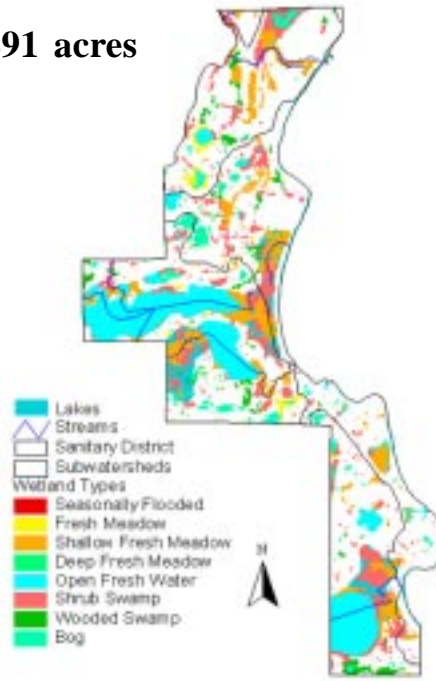 91 acres
Lakes
Streams
Sanitary District
Subwatersheds
Wetland Types
Seasonally Flooded
Fresh Meadow
Shallow Fresh Meadow
Deep Fresh Meadow
Open Fresh Water
Shrub Swamp
Wooded Swamp
Bog
N